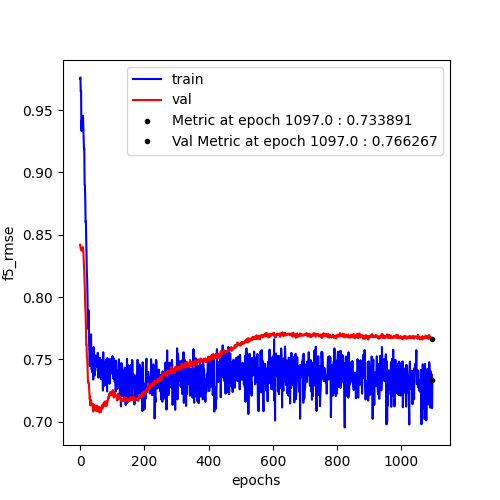 train
val
Metric at epoch 1097.0 : 0.733891
Val Metric at epoch 1097.0 : 0.766267
0.95
0.90
0.85
0.80
0.75
0.70
f5_rmse
0
200
400
600
800
1000
epochs